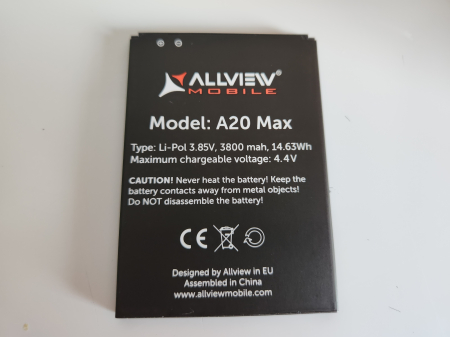 ALLVIEW®
MOBILE
Model: A20 Max
Type: Li-Pol 3.85V, 3800 mah, 14.63Wh
Maximum chargeable voltage: 4.4V
CAUTION! Never heat the battery! Keep
the battery contacts away from metal objects!
Do NOT disassemble the battery!
CE
Designed by Allview in EU
Assembled in China
www.allviewmobile.com